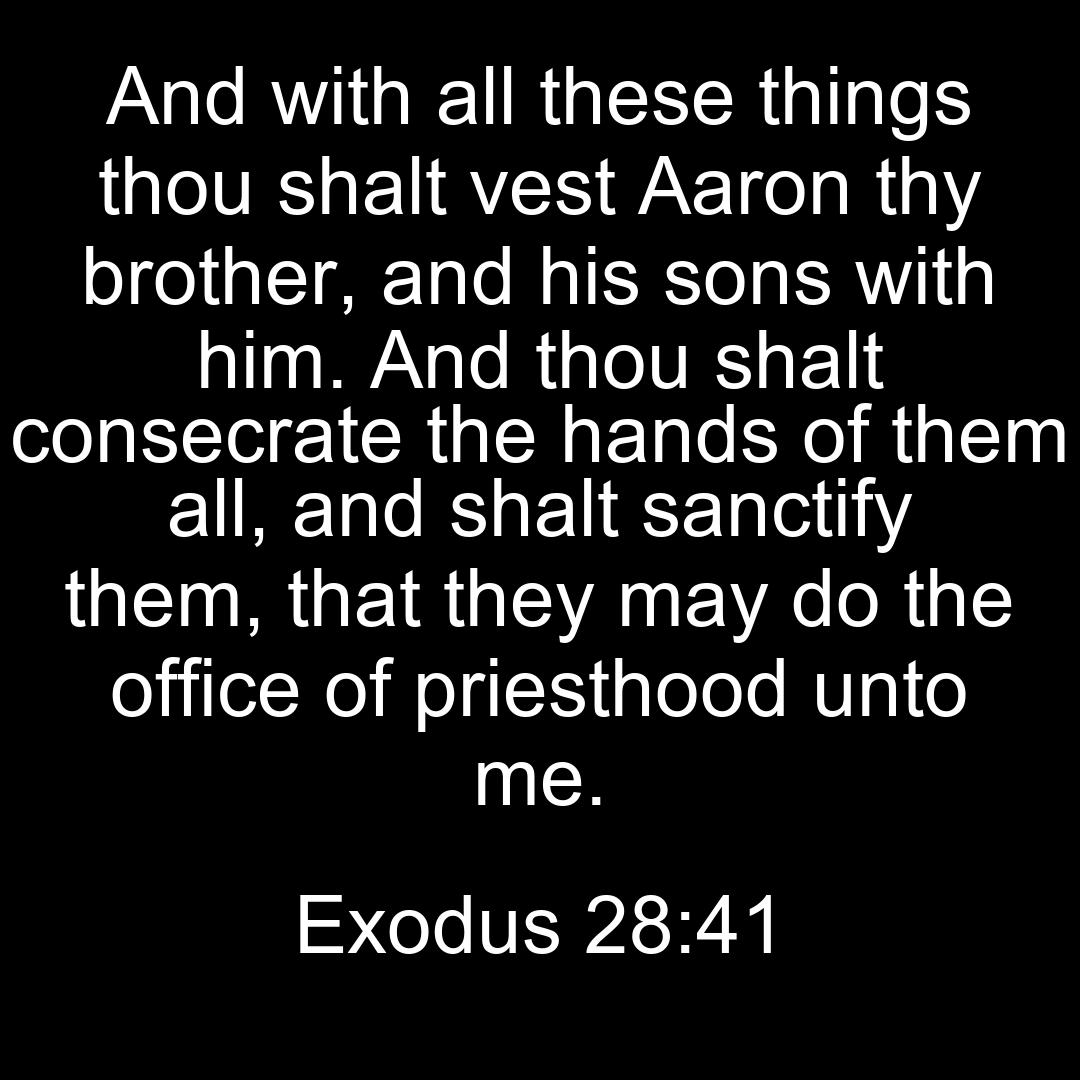 And with all these things
thou shalt vest Aaron thy
brother, and his sons with
him. And thou shalt
consecrate the hands of them
all, and shalt sanctify
them, that they may do the
office of priesthood unto
me.
Exodus 28:41